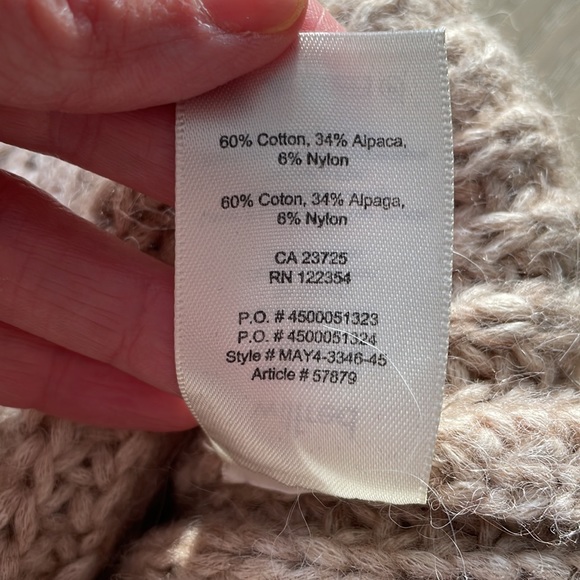 60% Cotton, 34% Alpaca,
6% Nylon
60% Coton, 34% Alpaga,
6% Nylon
CA 23725
RN 122354
P.O. # 4500051323
P.O. # 4500051324
Style # MAY4-3346-45
Article # 57879